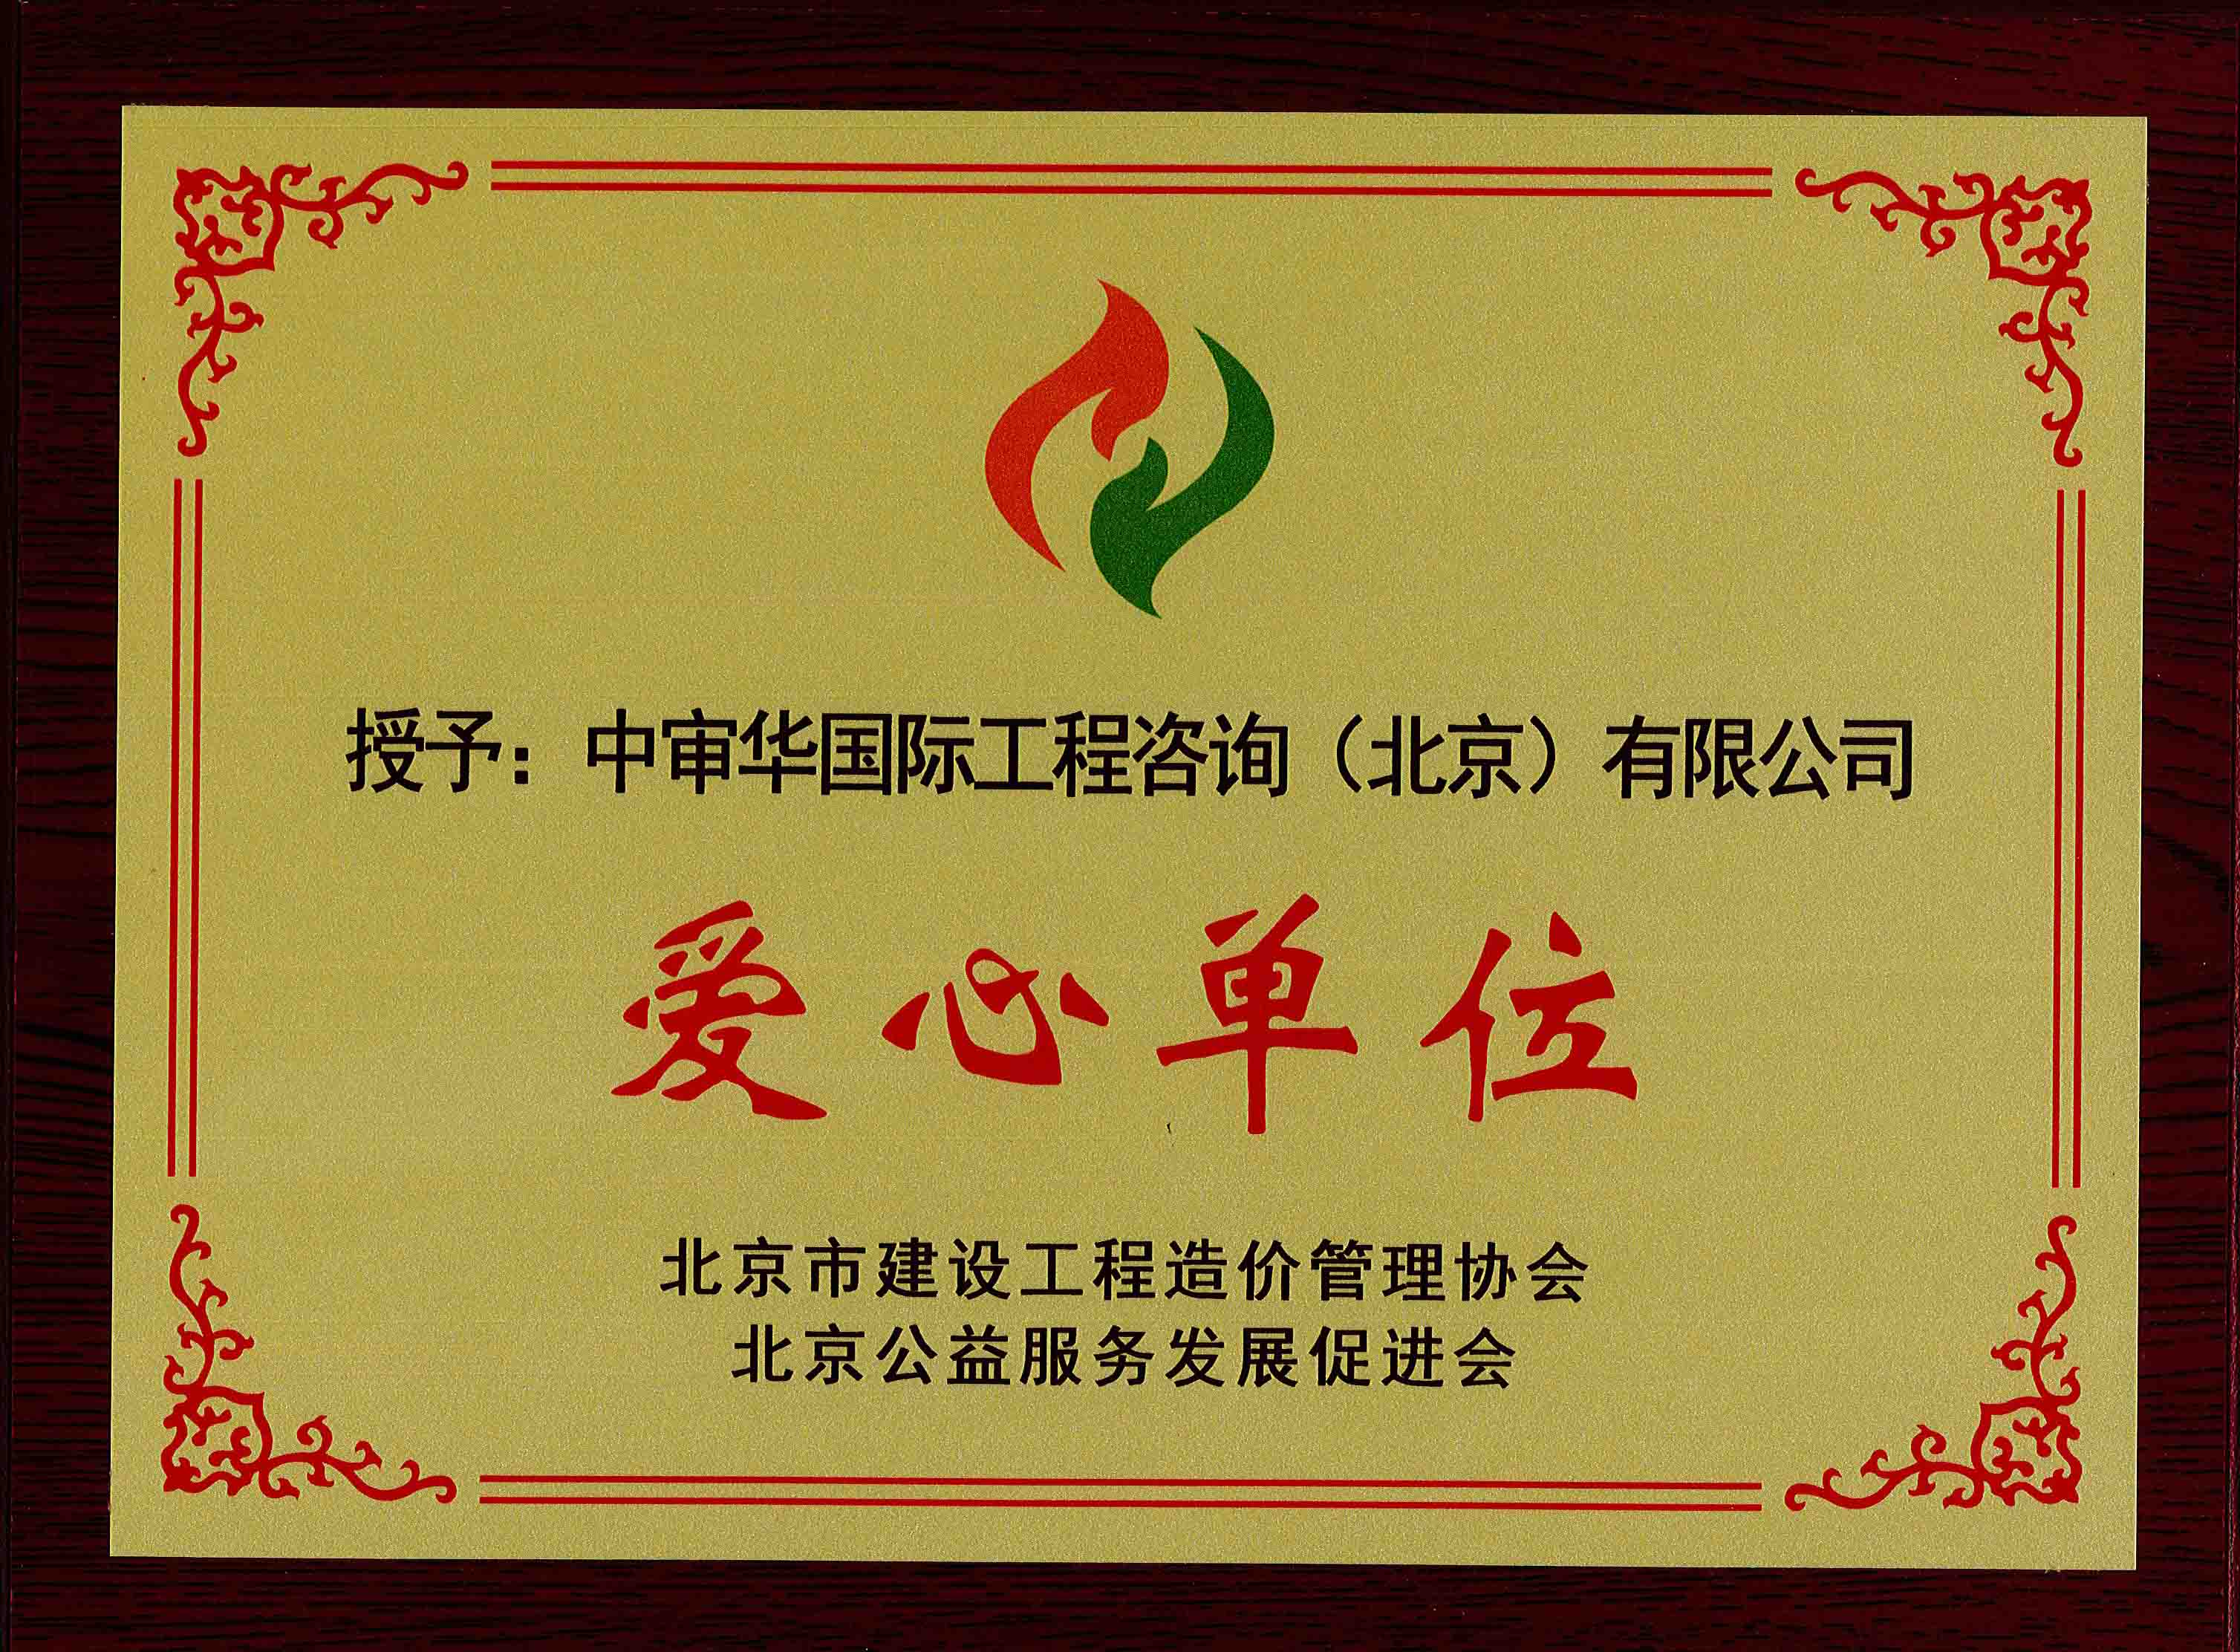 授予：中审华国际工程咨询（北京）有限公司
爱心单位
北京市建设工程造价管理协会
北京公益服务发展促进会